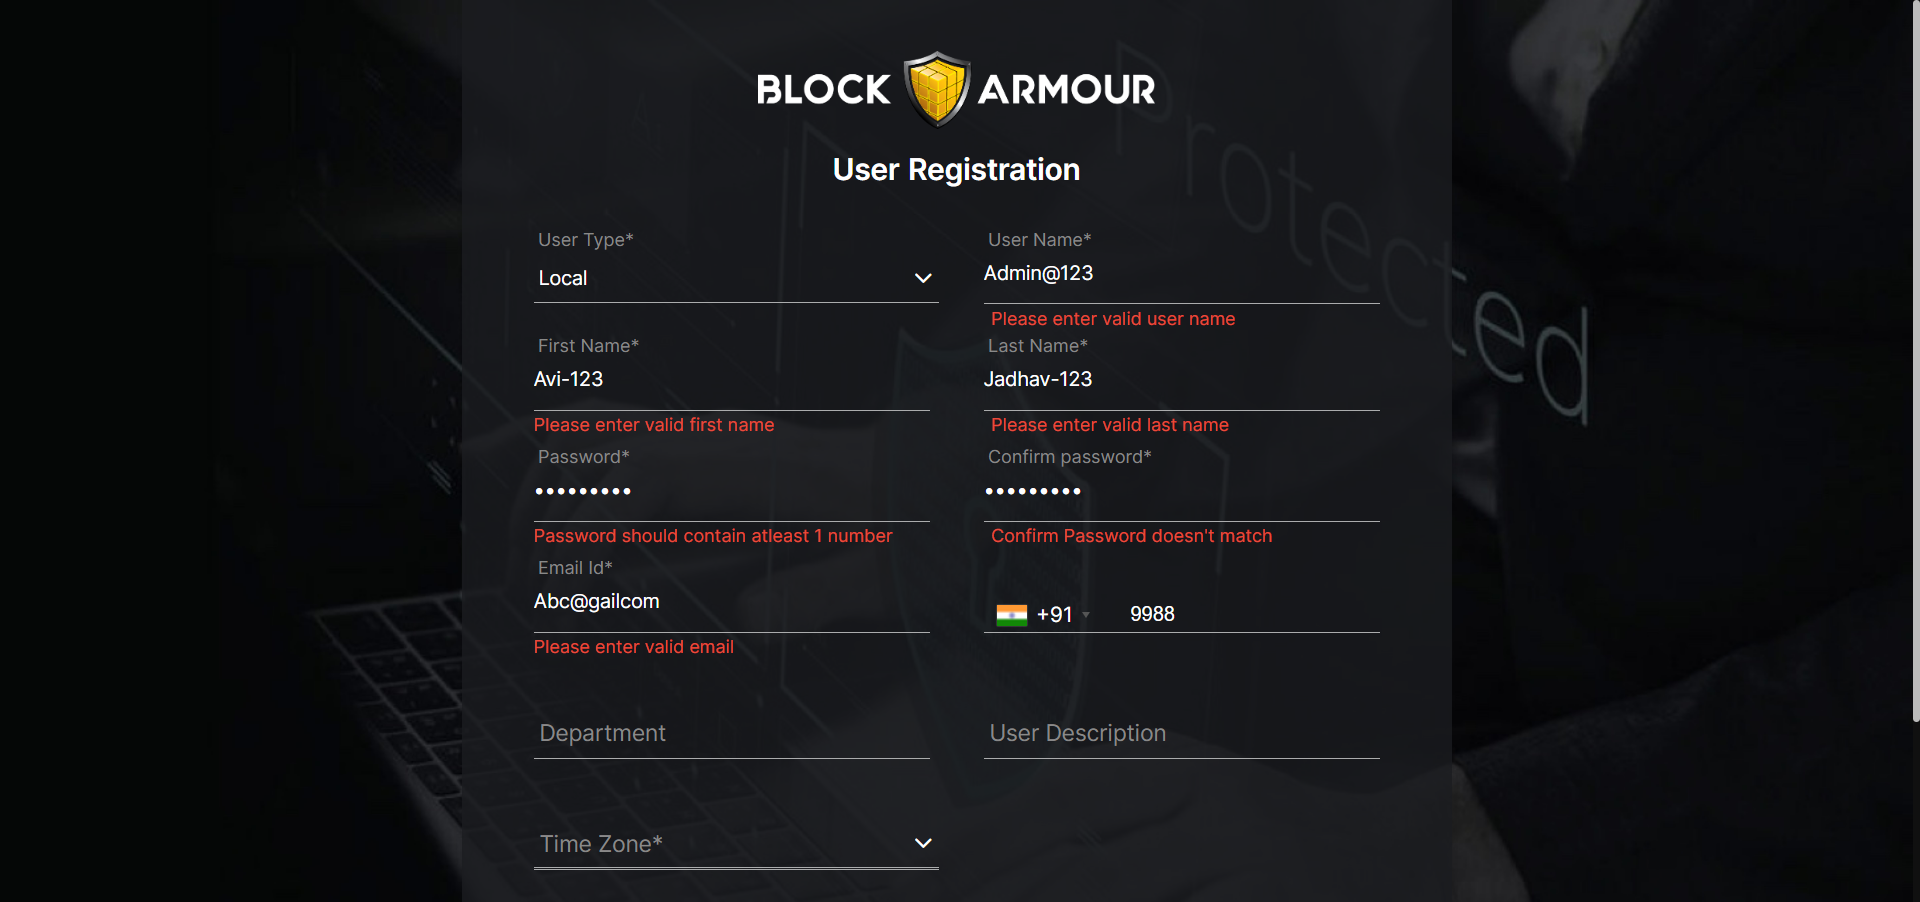 BLOCK ARMOUR
User Registration
User Type*
User Name*
Local
Admin@123
Please enter valid user name
First Name*
Last Name*
Avi-123
Jadhav-123
Please enter valid first name
Please enter valid last name
Password*
Confirm password*
•••••••••
•••••••••
Password should contain atleast 1 number
Confirm Password doesn't match
Email Id*
Abc@gailcom
+91
9988
Please enter valid email
Department
User Description
Time Zone*
Protected